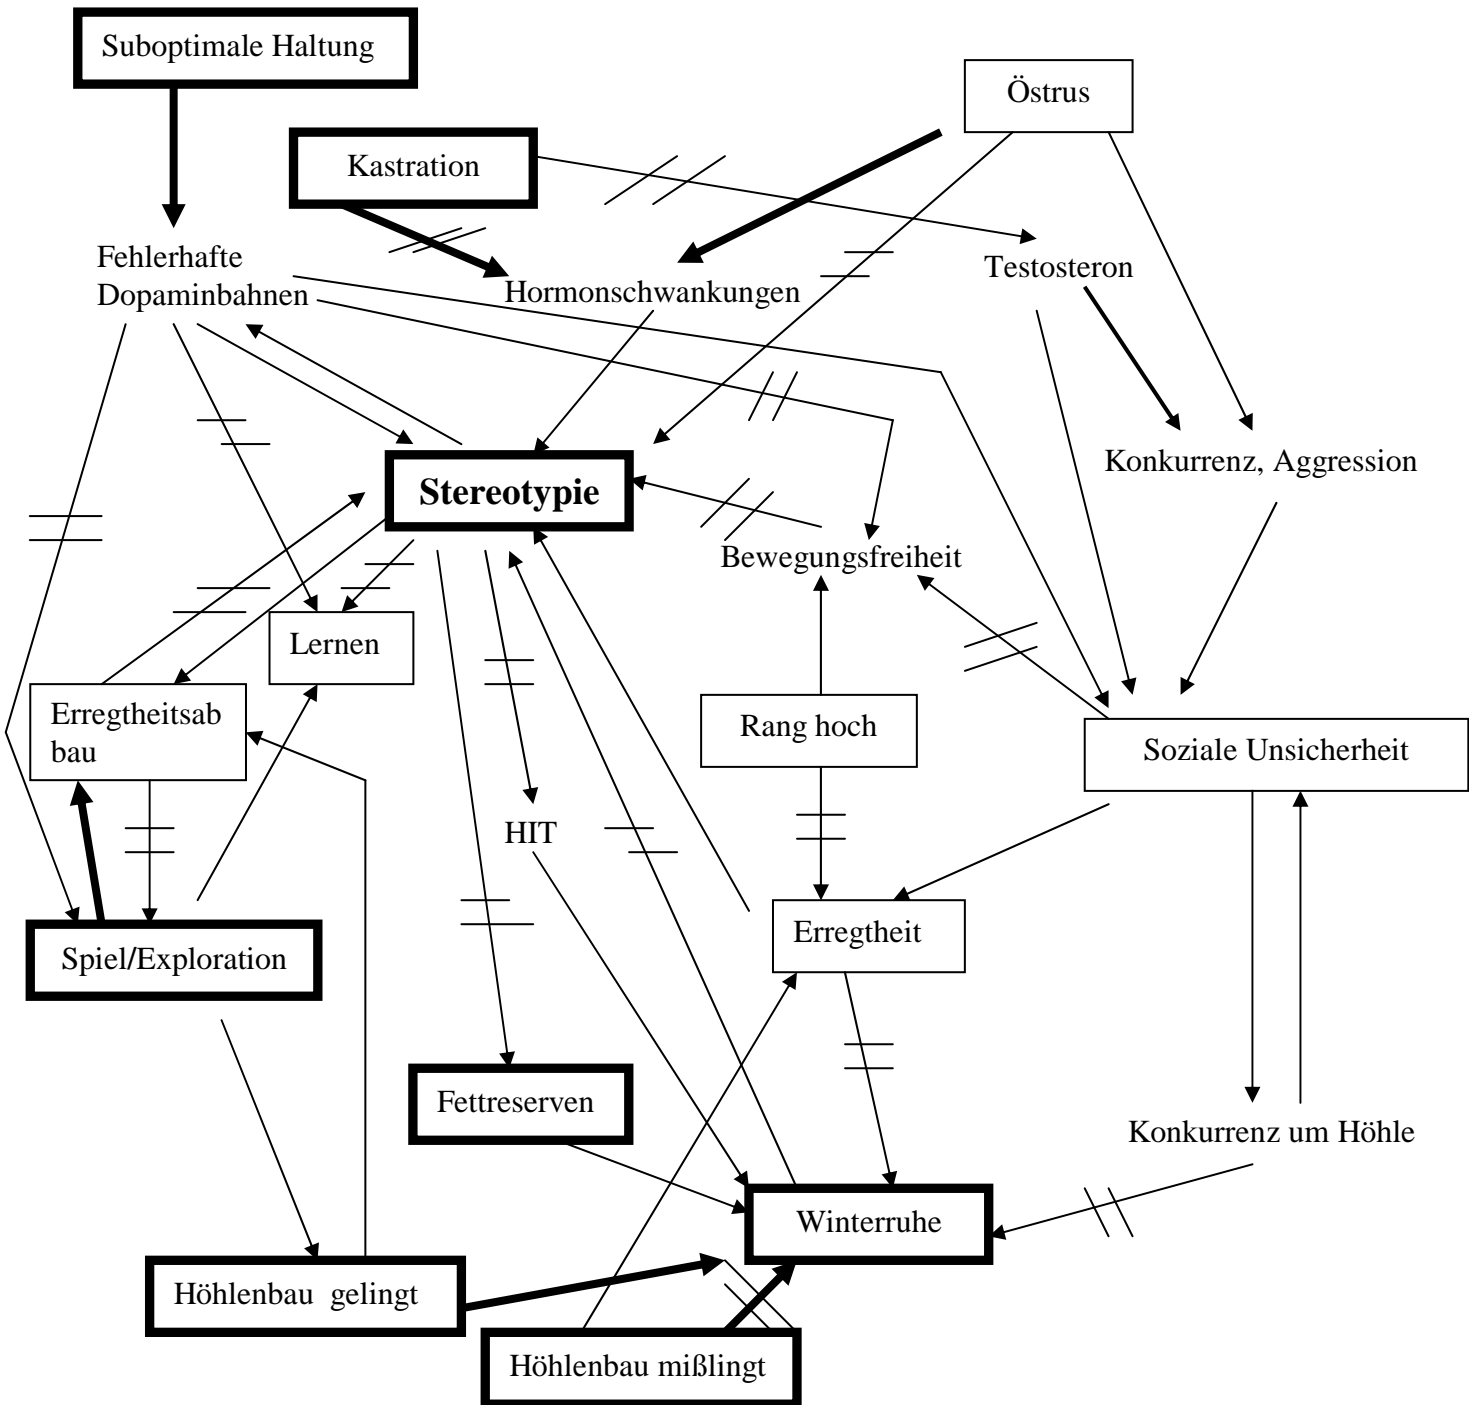 Suboptimale Haltung
Östrus
Kastration
Fehlerhafte
Dopaminbahnen
Testosteron
Hormonschwankungen
Konkurrenz, Aggression
Stereotypie
Bewegungsfreiheit
Lernen
Erregtheitsab
bau
Rang hoch
Soziale Unsicherheit
HIT
Erregtheit
Spiel/Exploration
Fettreserven
Konkurrenz um Höhle
Winterruhe
Höhlenbau  gelingt
Höhlenbau mißlingt